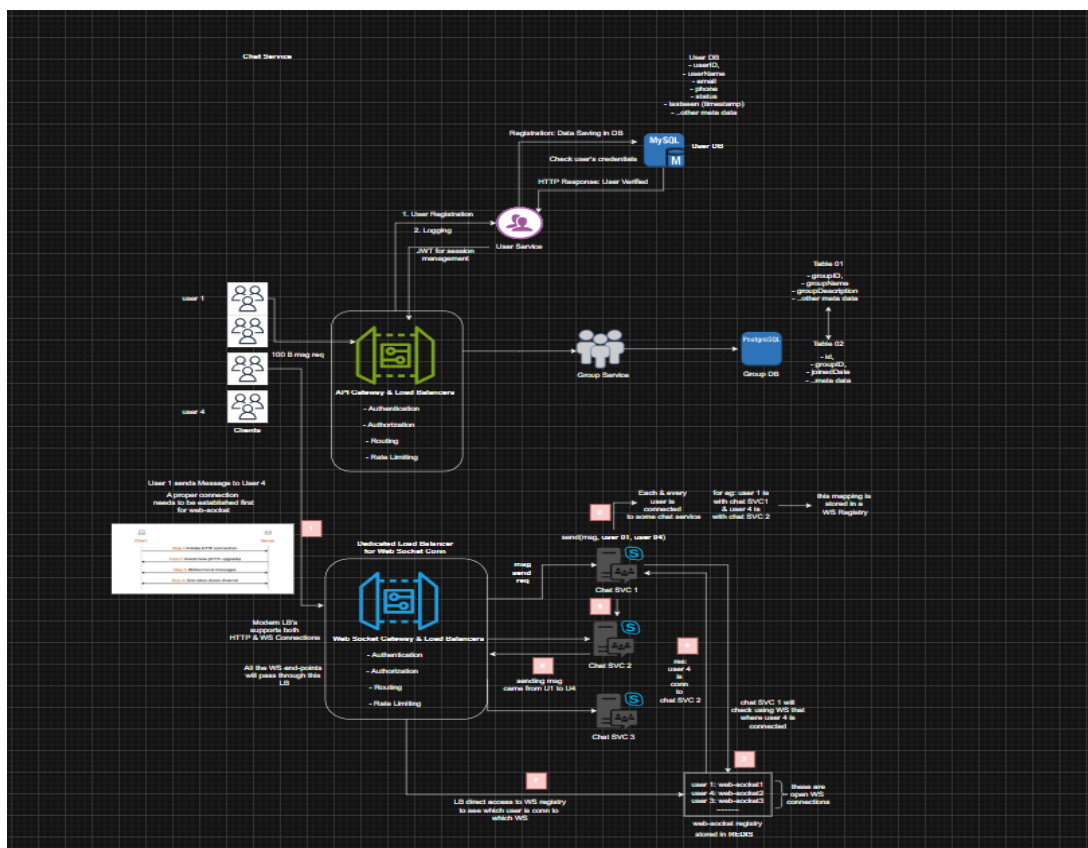 Chat Service
User DB
- userID,
- userName
- email
- phone
- status
- lastseen (timestamp)
- ..other meta data
Registration: Data Saving in DB
MySQL
M
User DB
Check user's credentials
HTTP Response: User Verified
1. User Registration
2. Logging
User Service
JWT for session
management
Table 01
- groupID,
- groupName
- groupDescription
- ..other meta data
user 1
100 B msg req
user 4
Clients
API Gateway & Load Balancers
- Authentication
- Authorization
- Routing
- Rate Limiting
Group Service
PostgreSQL
Group DB
Table 02
- id,
- groupID,
- joinedDate
- ..meta data
User 1 sends Message to User 4
A proper connection
needs to be established first
for web-socket
1
Client
Server
Dedicated Load Balancer
for Web Socket Conn
2
Each & every
user is
connected
to some chat service
for eg: user 1 is
with chat SVC1
& user 4 is
with chat SVC 2
this mapping is
stored in a
WS Registry
send(msg, user 01, user 04)
msg
send
req
Chat SVC 1
Modern LB's
supports both
HTTP & WS Connections
All the WS end-points
will pass through this
LB
Web Socket Gateway & Load Balancers
- Authentication
- Authorization
- Routing
- Rate Limiting
5
Chat SVC 2
6
sending msg
came from U1 to U4
Chat SVC 3
4
res:
user 4
is
conn
to
chat SVC 2
chat SVC 1 will
check using WS that
where user 4 is
connected
3
7
LB direct access to WS registry
to see which user is conn to
which WS
user 1: web-socket1
user 4: web-socket2
user 3: web-socket3
these are
open WS
connections
web-socket registry
stored in REDIS